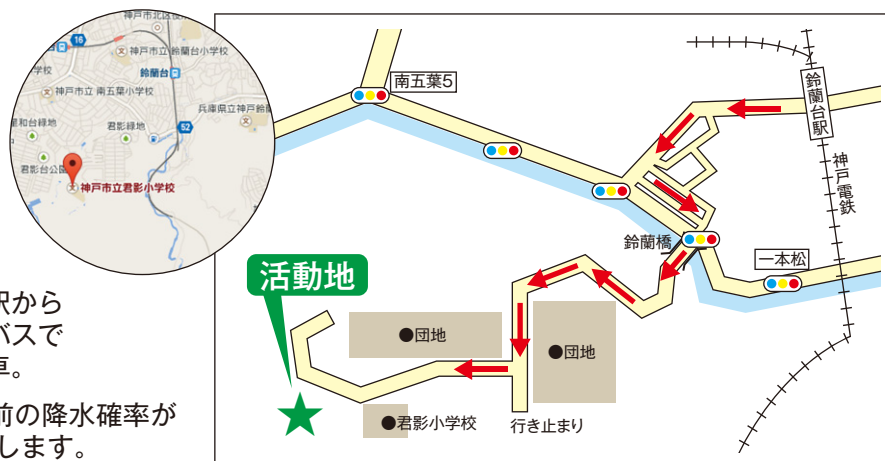 神戸市北区役
16
神戸市立 鈴蘭台小学校
鈴蘭台
学校
神戸市立 南五葉小学校
兵庫県立神戸鈴蘭
星和台緑地
君影緑地
52
君影台公園
神戸市立君影小学校
南五葉5
鈴蘭台駅
神戸電鉄
鈴蘭橋
一本松
活動地
駅から
バスで
車。
●団地
●団地
前の降水確率が
●君影小学校
行き止まり
します。